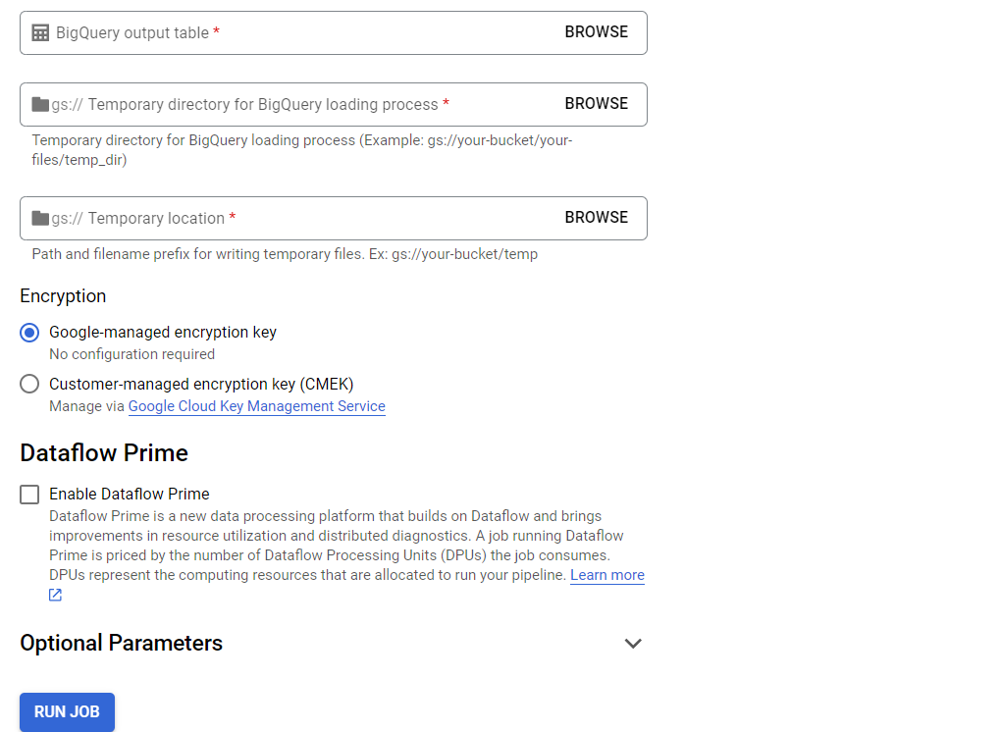 BigQuery output table * BROWSE
gs:// Temporary directory for BigQuery loading process * BROWSE
Temporary directory for BigQuery loading process (Example: gs://your-bucket/your-
files/temp_dir)
gs:// Temporary location * BROWSE
Path and filename prefix for writing temporary files. Ex: gs://your-bucket/temp
Encryption
Google-managed encryption key
No configuration required
Customer-managed encryption key (CMEK)
Manage via Google Cloud Key Management Service
Dataflow Prime
Enable Dataflow Prime
Dataflow Prime is a new data processing platform that builds on Dataflow and brings
improvements in resource utilization and distributed diagnostics. A job running Dataflow
Prime is priced by the number of Dataflow Processing Units (DPUs) the job consumes.
DPUs represent the computing resources that are allocated to run your pipeline. Learn more
Optional Parameters
RUN JOB